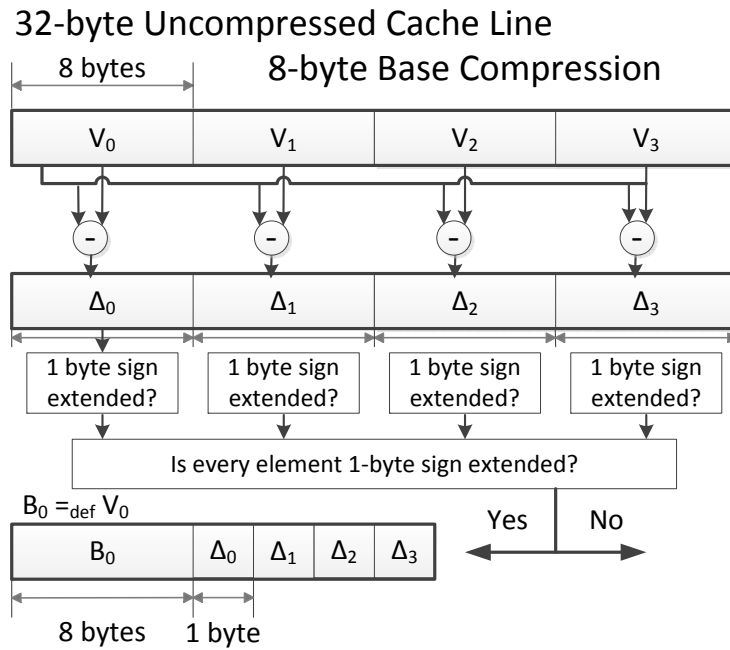 32-byte Uncompressed Cache Line
8 bytes
8-byte Base Compression
V0 V1 V2 V3
- - - -
Δ0 Δ1 Δ2 Δ3
1 byte sign extended?
1 byte sign extended?
1 byte sign extended?
1 byte sign extended?
Is every element 1-byte sign extended?
B0 =def V0
Yes No
B0 Δ0 Δ1 Δ2 Δ3
8 bytes 1 byte